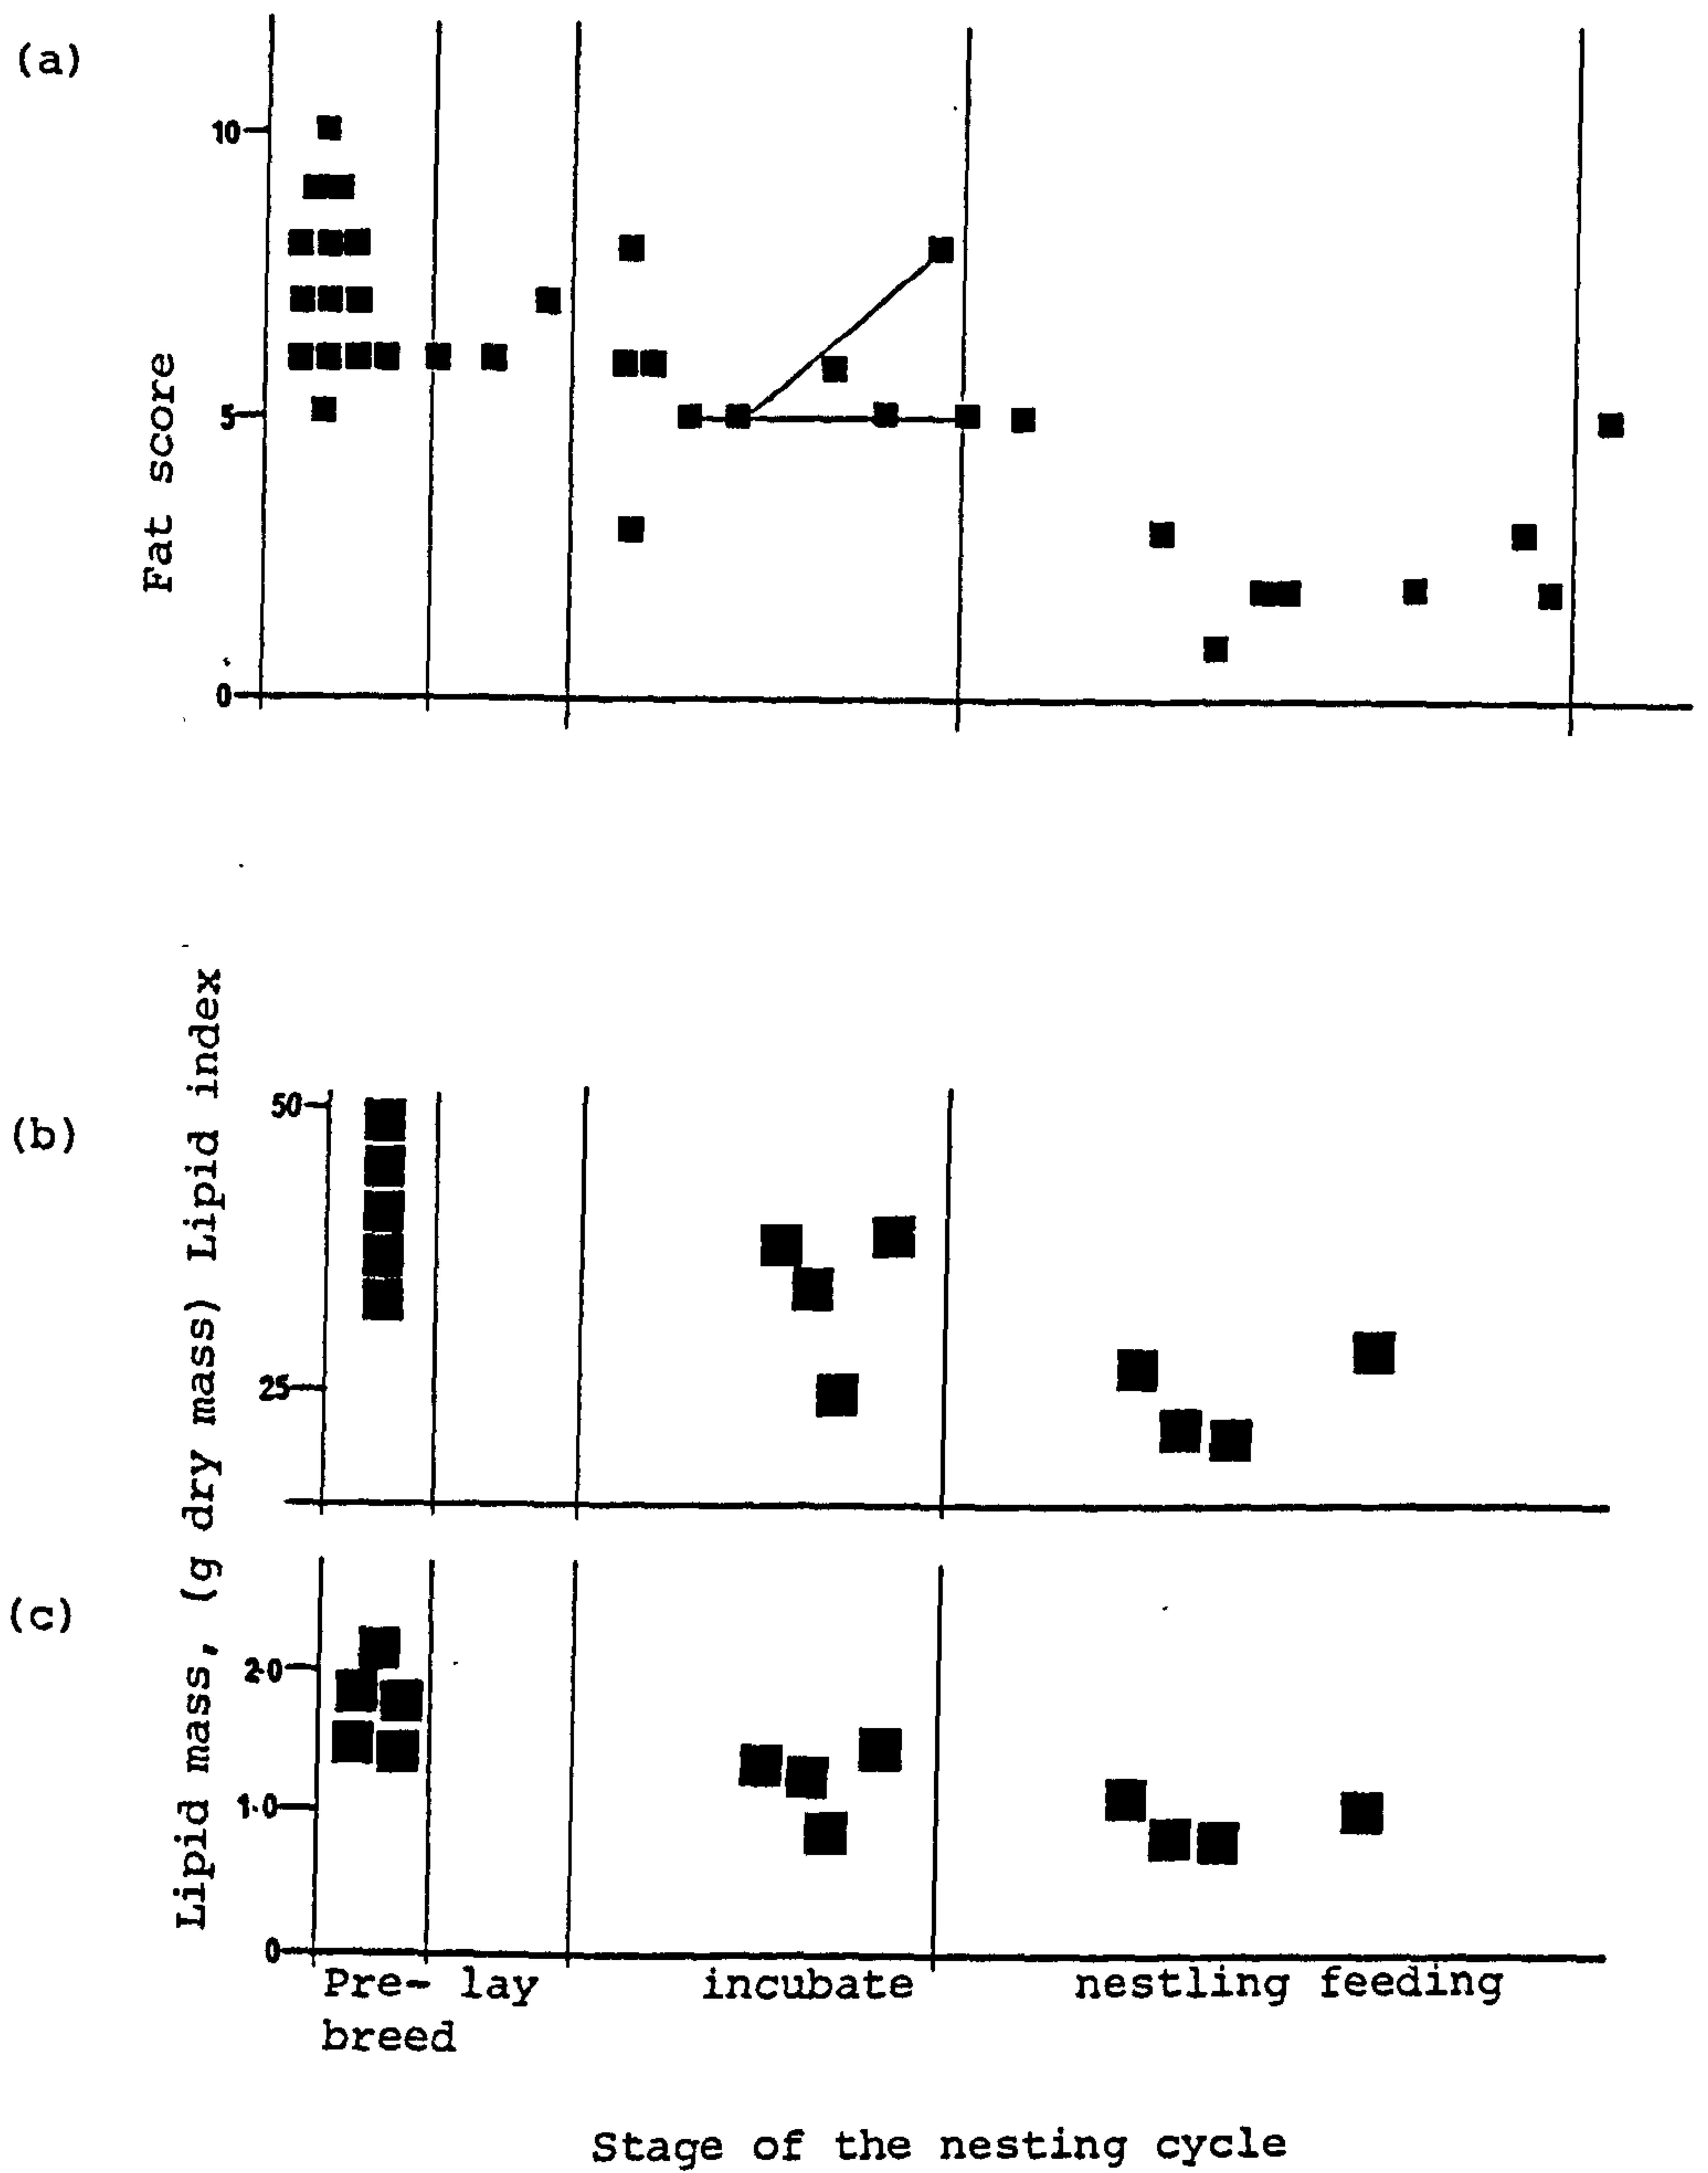 (a)
10
5
0
Fat score
(b)
50
25
Lipid mass, (g dry mass) Lipid index
(c)
2·0
1·0
0
Pre- lay incubate nestling feeding
breed
Stage of the nesting cycle